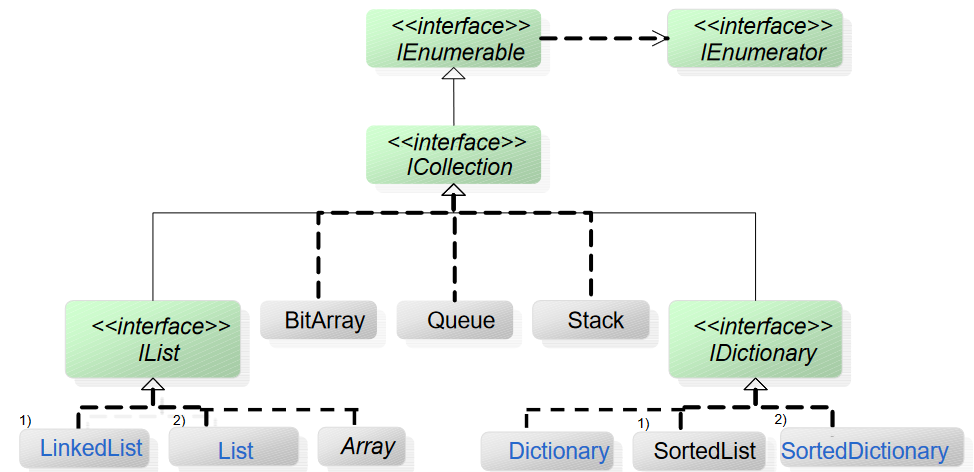 <<interface>>
IEnumerable
<<interface>>
IEnumerator
<<interface>>
ICollection
<<interface>>
IList
BitArray
Queue
Stack
<<interface>>
IDictionary
1)
LinkedList
2)
List
Array
Dictionary
1)
SortedList
2)
SortedDictionary